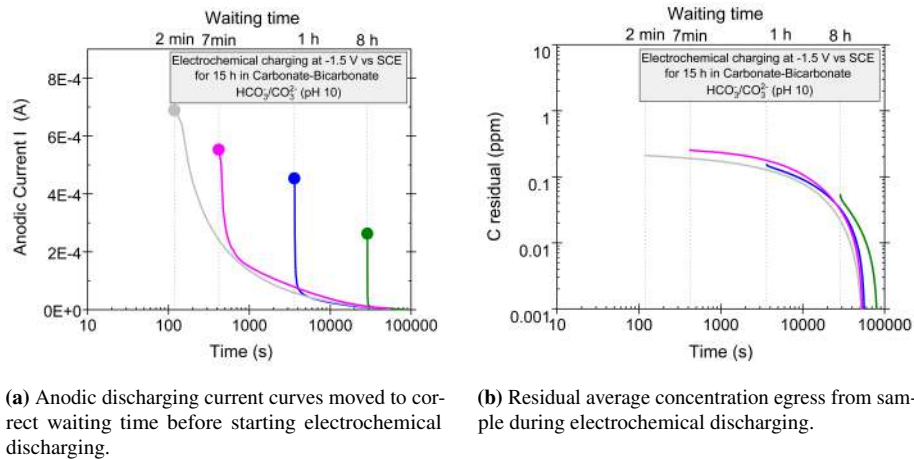 Waiting time
2 min 7min 1 h 8 h
Electrochemical charging at -1.5 V vs SCE
for 15 h in Carbonate-Bicarbonate
HCO₃⁻/CO₃²⁻ (pH 10)
8E-4
6E-4
4E-4
2E-4
0E+0
Anodic Current I (A)
10 100 1000 10000 100000
Time (s)
Waiting time
2 min 7min 1 h 8 h
Electrochemical charging at -1.5 V vs SCE
for 15 h in Carbonate-Bicarbonate
HCO₃⁻/CO₃²⁻ (pH 10)
10
1
0.1
0.01
0.001
C residual (ppm)
10 100 1000 10000 100000
Time (s)
(a) Anodic discharging current curves moved to cor-
rect waiting time before starting electrochemical
discharging.
(b) Residual average concentration egress from sam-
ple during electrochemical discharging.